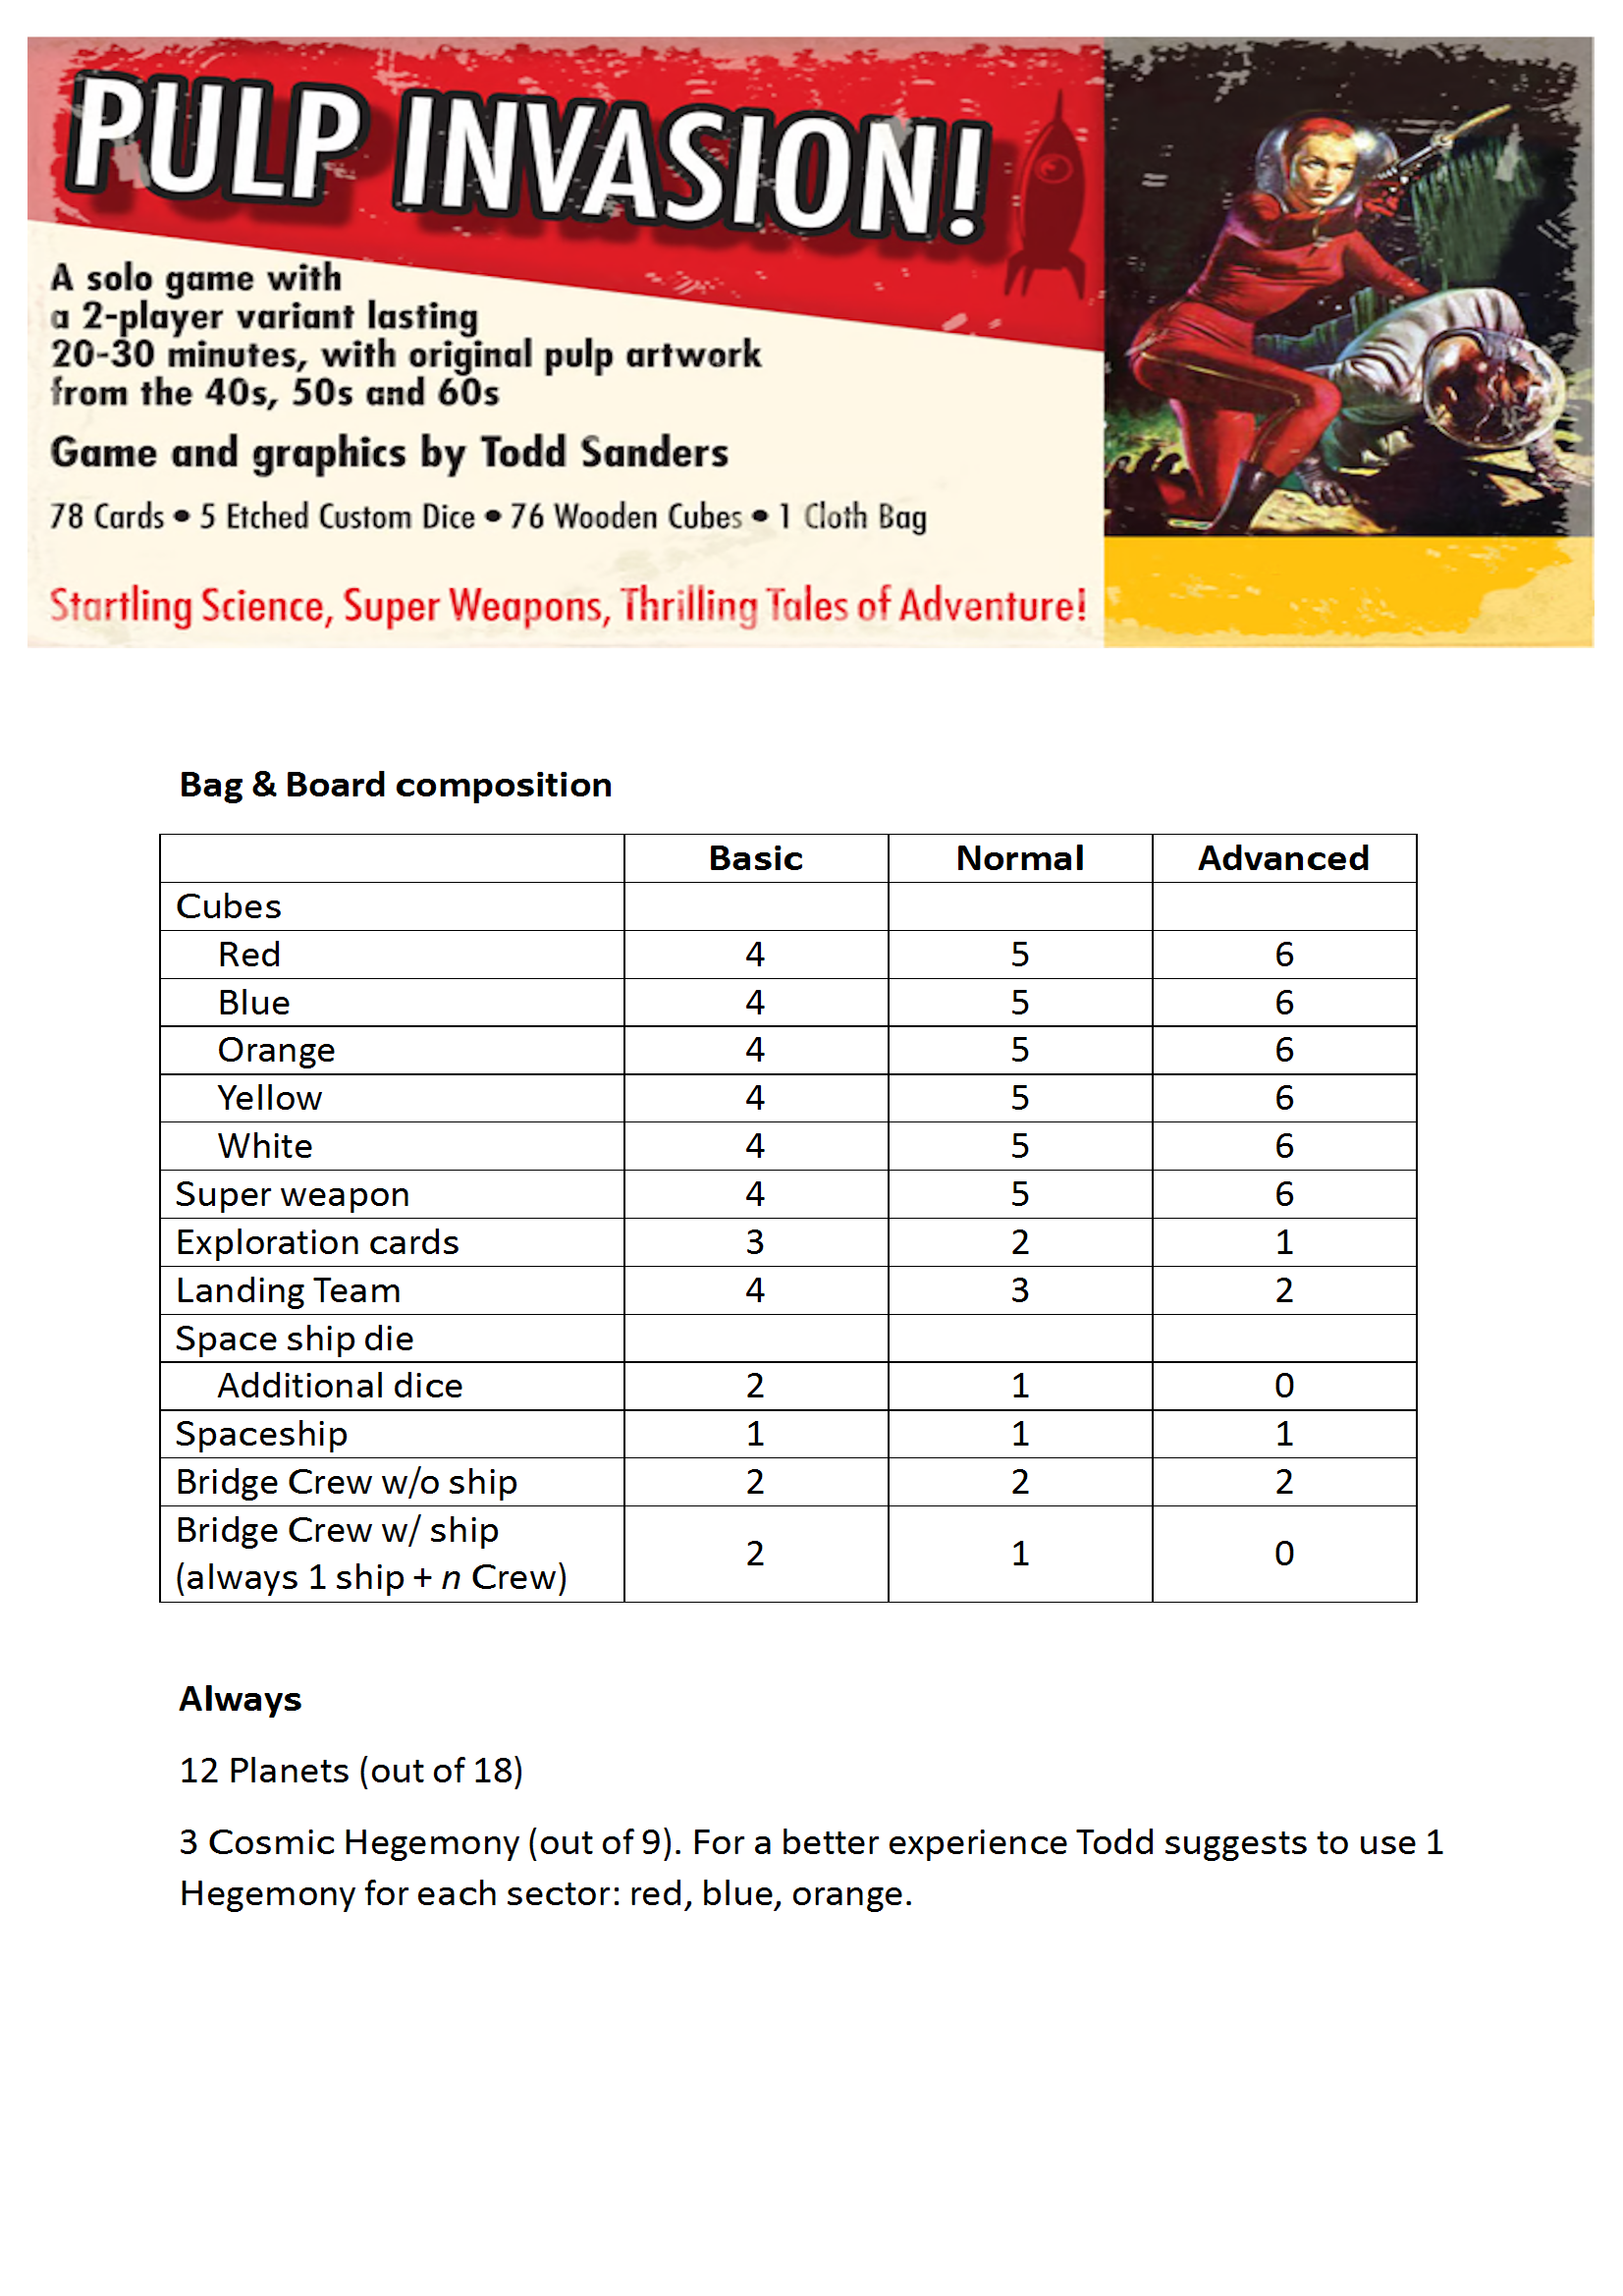 PULP INVASION!
A solo game with
a 2-player variant lasting
20-30 minutes, with original pulp artwork
from the 40s, 50s and 60s
Game and graphics by Todd Sanders
78 Cards • 5 Etched Custom Dice • 76 Wooden Cubes • 1 Cloth Bag
Startling Science, Super Weapons, Thrilling Tales of Adventure!
Bag & Board composition
Basic Normal Advanced
Cubes
Red 4 5 6
Blue 4 5 6
Orange 4 5 6
Yellow 4 5 6
White 4 5 6
Super weapon 4 5 6
Exploration cards 3 2 1
Landing Team 4 3 2
Space ship die
Additional dice 2 1 0
Spaceship 1 1 1
Bridge Crew w/o ship 2 2 2
Bridge Crew w/ ship
(always 1 ship + n Crew) 2 1 0
Always
12 Planets (out of 18)
3 Cosmic Hegemony (out of 9). For a better experience Todd suggests to use 1
Hegemony for each sector: red, blue, orange.